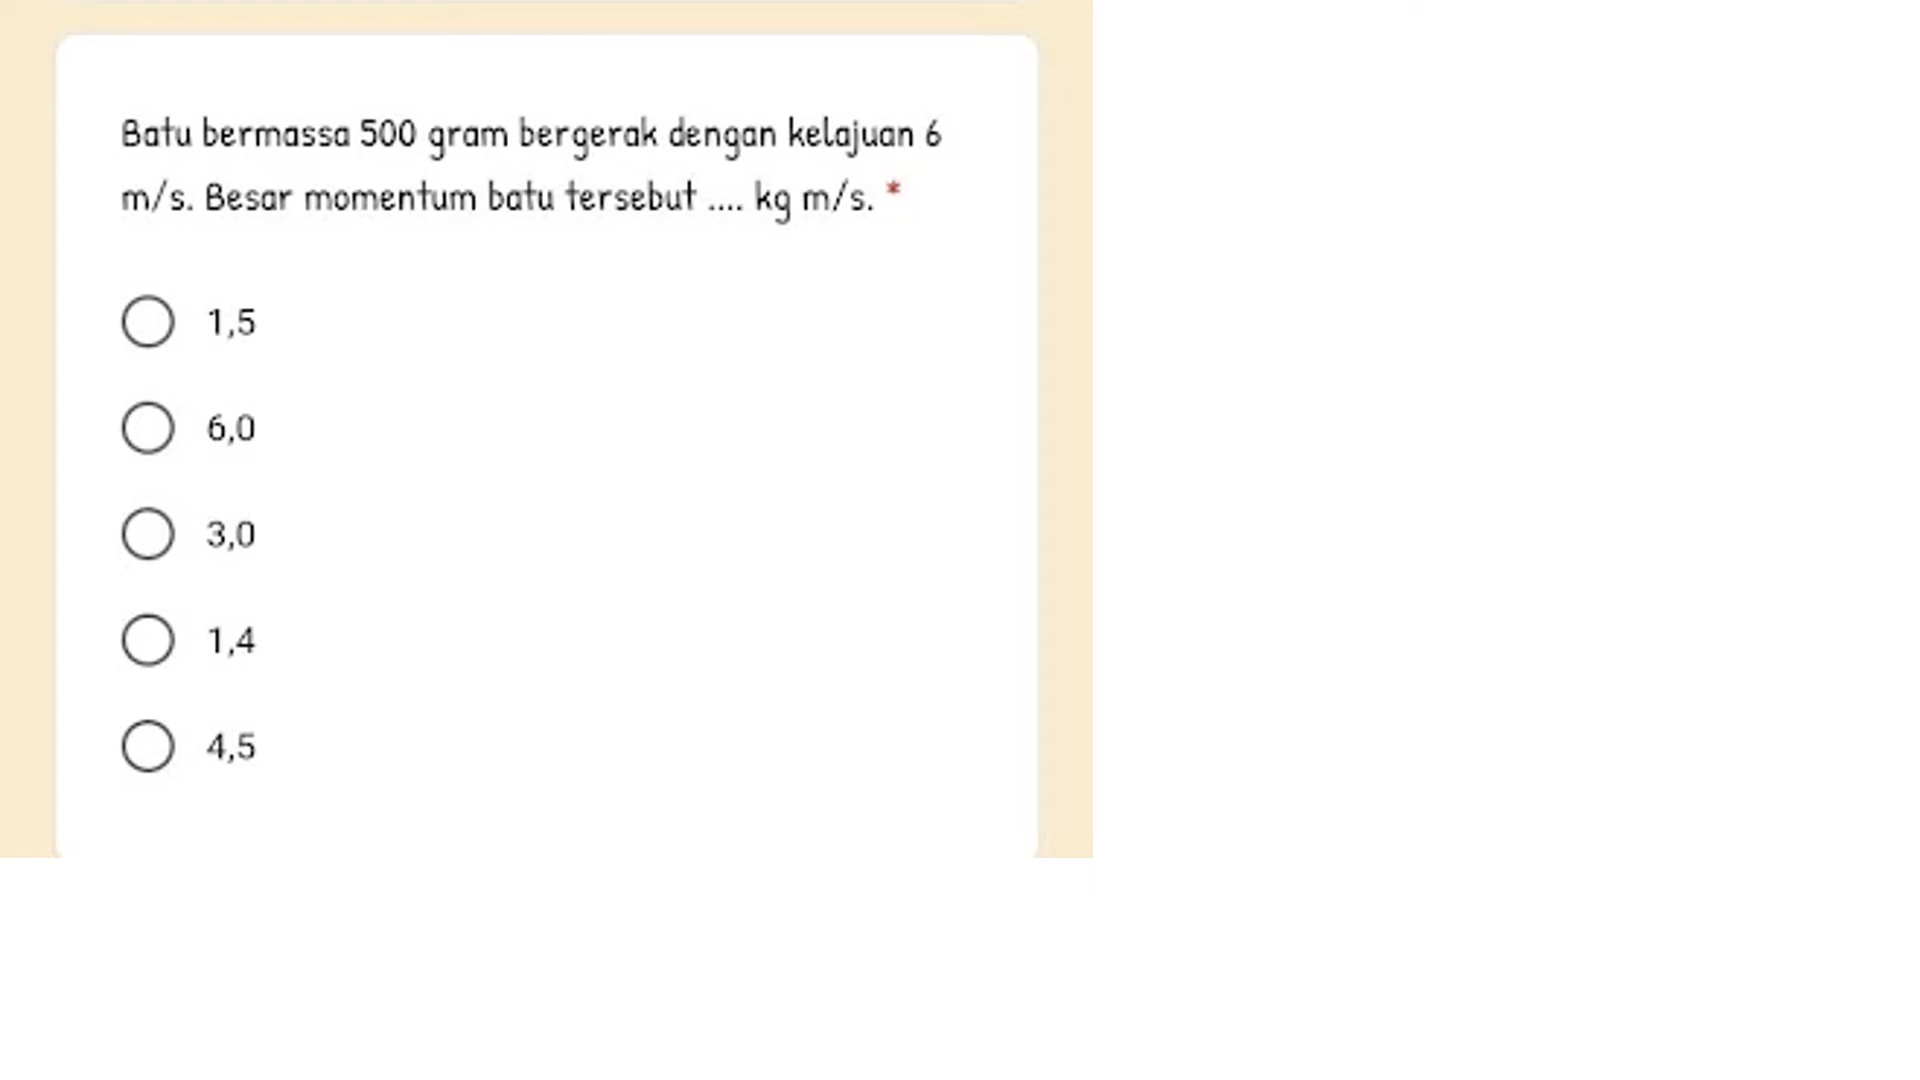 Batu bermassa 500 gram bergerak dengan kelajuan 6
m/s. Besar momentum batu tersebut .... kg m/s. *
1,5
6,0
3,0
1,4
4,5